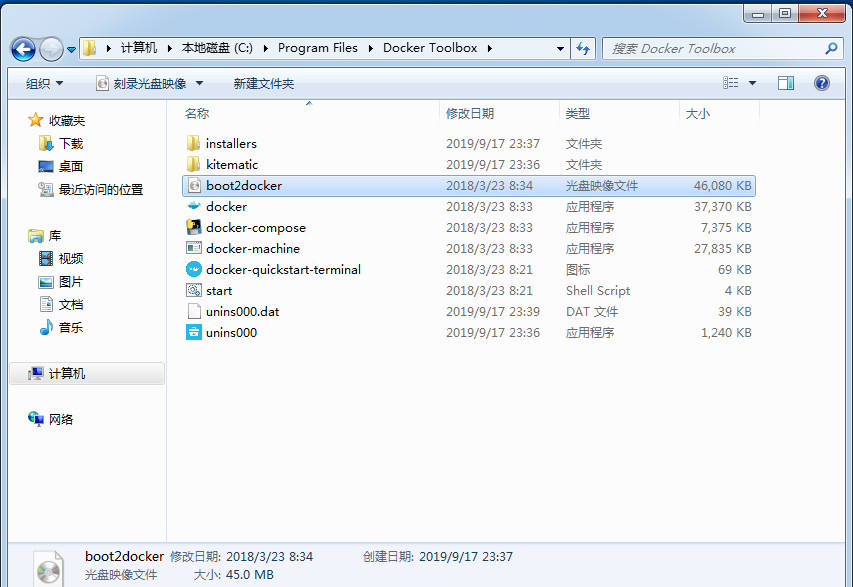 计算机 本地磁盘 (C:) Program Files Docker Toolbox 搜索 Docker Toolbox
组织 刻录光盘映像 新建文件夹
收藏夹
下载
桌面
最近访问的位置
库
视频
图片
文档
音乐
计算机
网络
名称 修改日期 类型 大小
installers 2019/9/17 23:37 文件夹
kitematic 2019/9/17 23:36 文件夹
boot2docker 2018/3/23 8:34 光盘映像文件 46,080 KB
docker 2018/3/23 8:33 应用程序 37,370 KB
docker-compose 2018/3/23 8:33 应用程序 7,375 KB
docker-machine 2018/3/23 8:33 应用程序 27,835 KB
docker-quickstart-terminal 2018/3/23 8:21 图标 69 KB
start 2018/3/23 8:21 Shell Script 4 KB
unins000.dat 2019/9/17 23:39 DAT 文件 39 KB
unins000 2019/9/17 23:36 应用程序 1,240 KB
boot2docker 修改日期: 2018/3/23 8:34 创建日期: 2019/9/17 23:37
光盘映像文件 大小: 45.0 MB